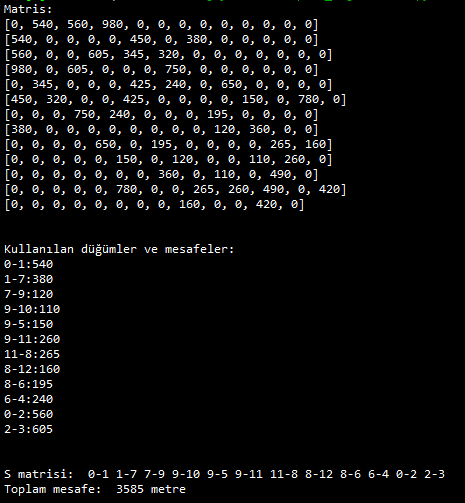 Matris:
[0, 540, 560, 980, 0, 0, 0, 0, 0, 0, 0, 0, 0]
[540, 0, 0, 0, 0, 450, 0, 380, 0, 0, 0, 0, 0]
[560, 0, 0, 605, 345, 320, 0, 0, 0, 0, 0, 0, 0]
[980, 0, 605, 0, 0, 0, 750, 0, 0, 0, 0, 0, 0]
[0, 345, 0, 0, 0, 425, 240, 0, 650, 0, 0, 0, 0]
[450, 320, 0, 0, 425, 0, 0, 0, 0, 150, 0, 780, 0]
[0, 0, 0, 750, 240, 0, 0, 0, 195, 0, 0, 0, 0]
[380, 0, 0, 0, 0, 0, 0, 0, 0, 120, 360, 0, 0]
[0, 0, 0, 0, 650, 0, 195, 0, 0, 0, 0, 265, 160]
[0, 0, 0, 0, 0, 150, 0, 120, 0, 0, 110, 260, 0]
[0, 0, 0, 0, 0, 0, 0, 360, 0, 110, 0, 490, 0]
[0, 0, 0, 0, 0, 780, 0, 0, 265, 260, 490, 0, 420]
[0, 0, 0, 0, 0, 0, 0, 0, 160, 0, 0, 420, 0]
Kullanılan düğümler ve mesafeler:
0-1:540
1-7:380
7-9:120
9-10:110
9-5:150
9-11:260
11-8:265
8-12:160
8-6:195
6-4:240
0-2:560
2-3:605
S matrisi:  0-1 1-7 7-9 9-10 9-5 9-11 11-8 8-12 8-6 6-4 0-2 2-3
Toplam mesafe:  3585 metre